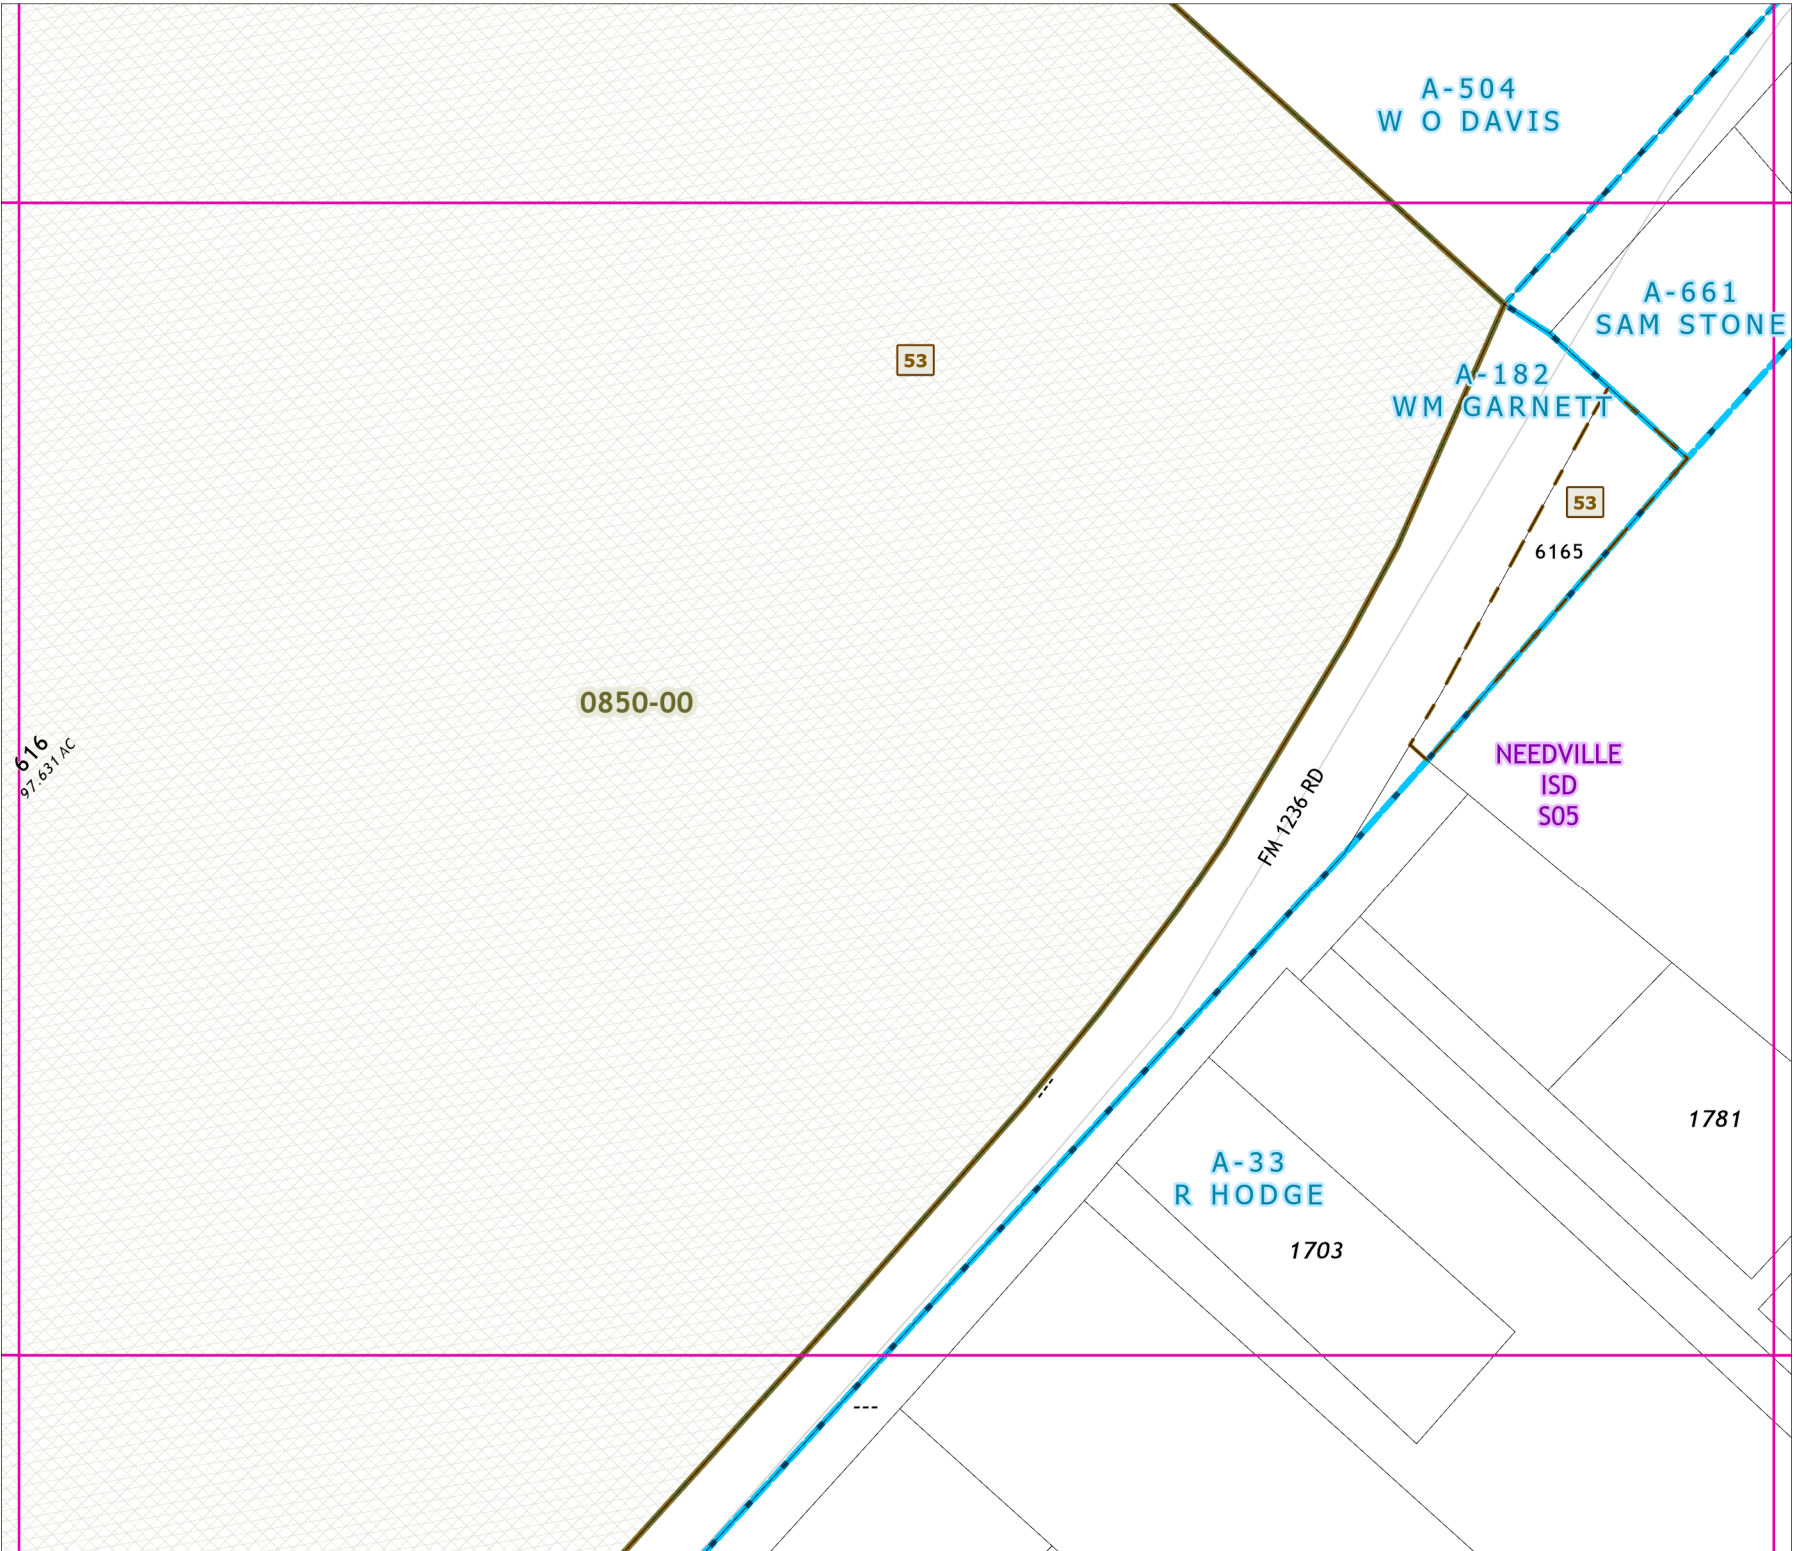 A-504
W O DAVIS
A-661
SAM STONE
53
A-182
WM GARNETT
53
6165
0850-00
616
97.631 AC
NEEDVILLE
ISD
S05
FM 1236 RD
---
1781
A-33
R HODGE
1703
---